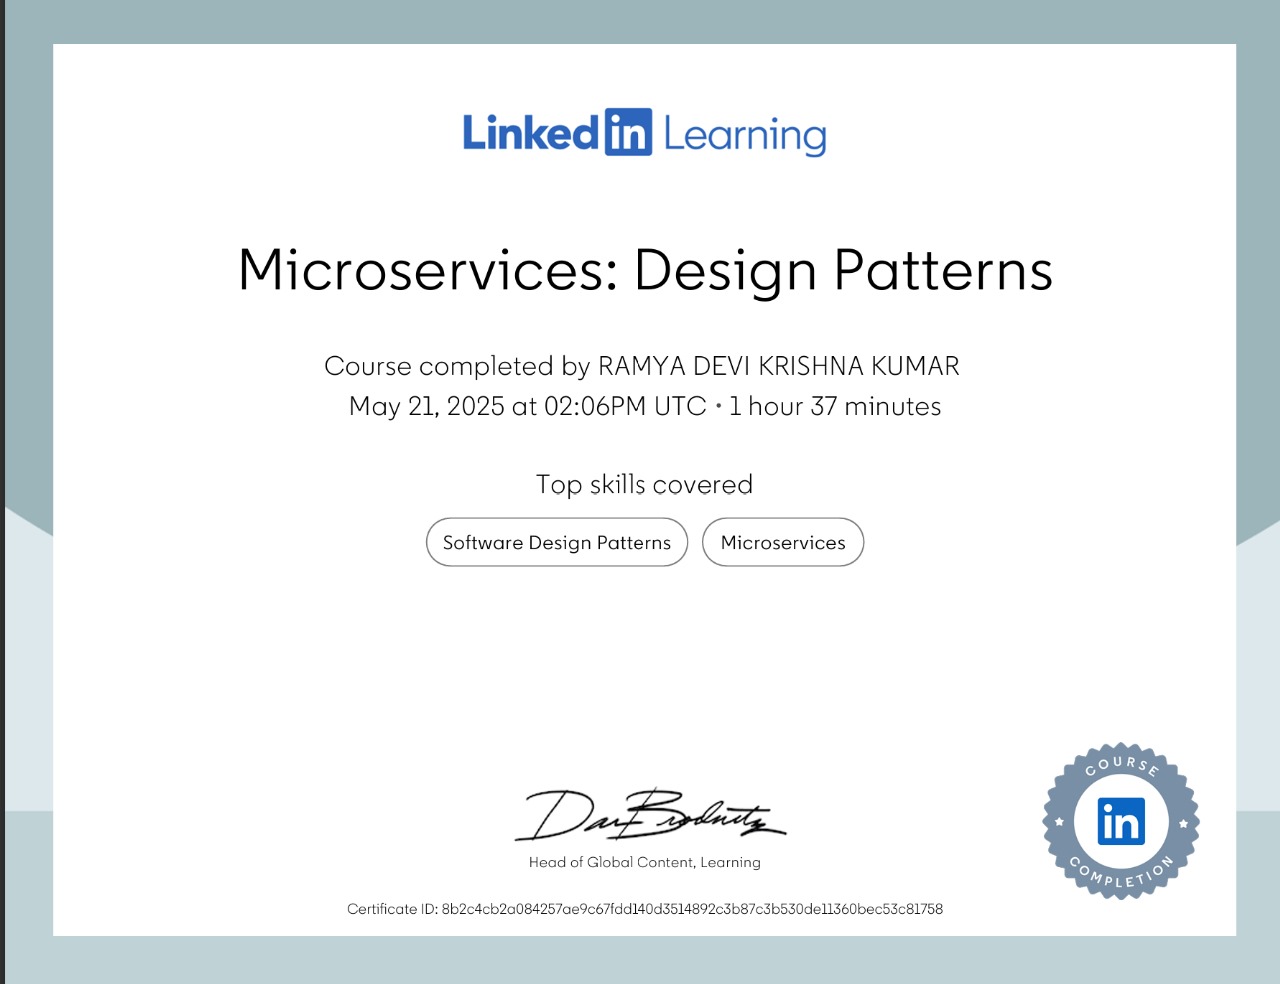 LinkedIn Learning
Microservices: Design Patterns
Course completed by RAMYA DEVI KRISHNA KUMAR
May 21, 2025 at 02:06PM UTC • 1 hour 37 minutes
Top skills covered
Software Design Patterns
Microservices
Dan Brodnitz
Head of Global Content, Learning
Certificate ID: 8b2c4cb2a084257ae9c67fdd140d3514892c3b87c3b530de11360bec53c81758
COURSE
in
COMPLETION